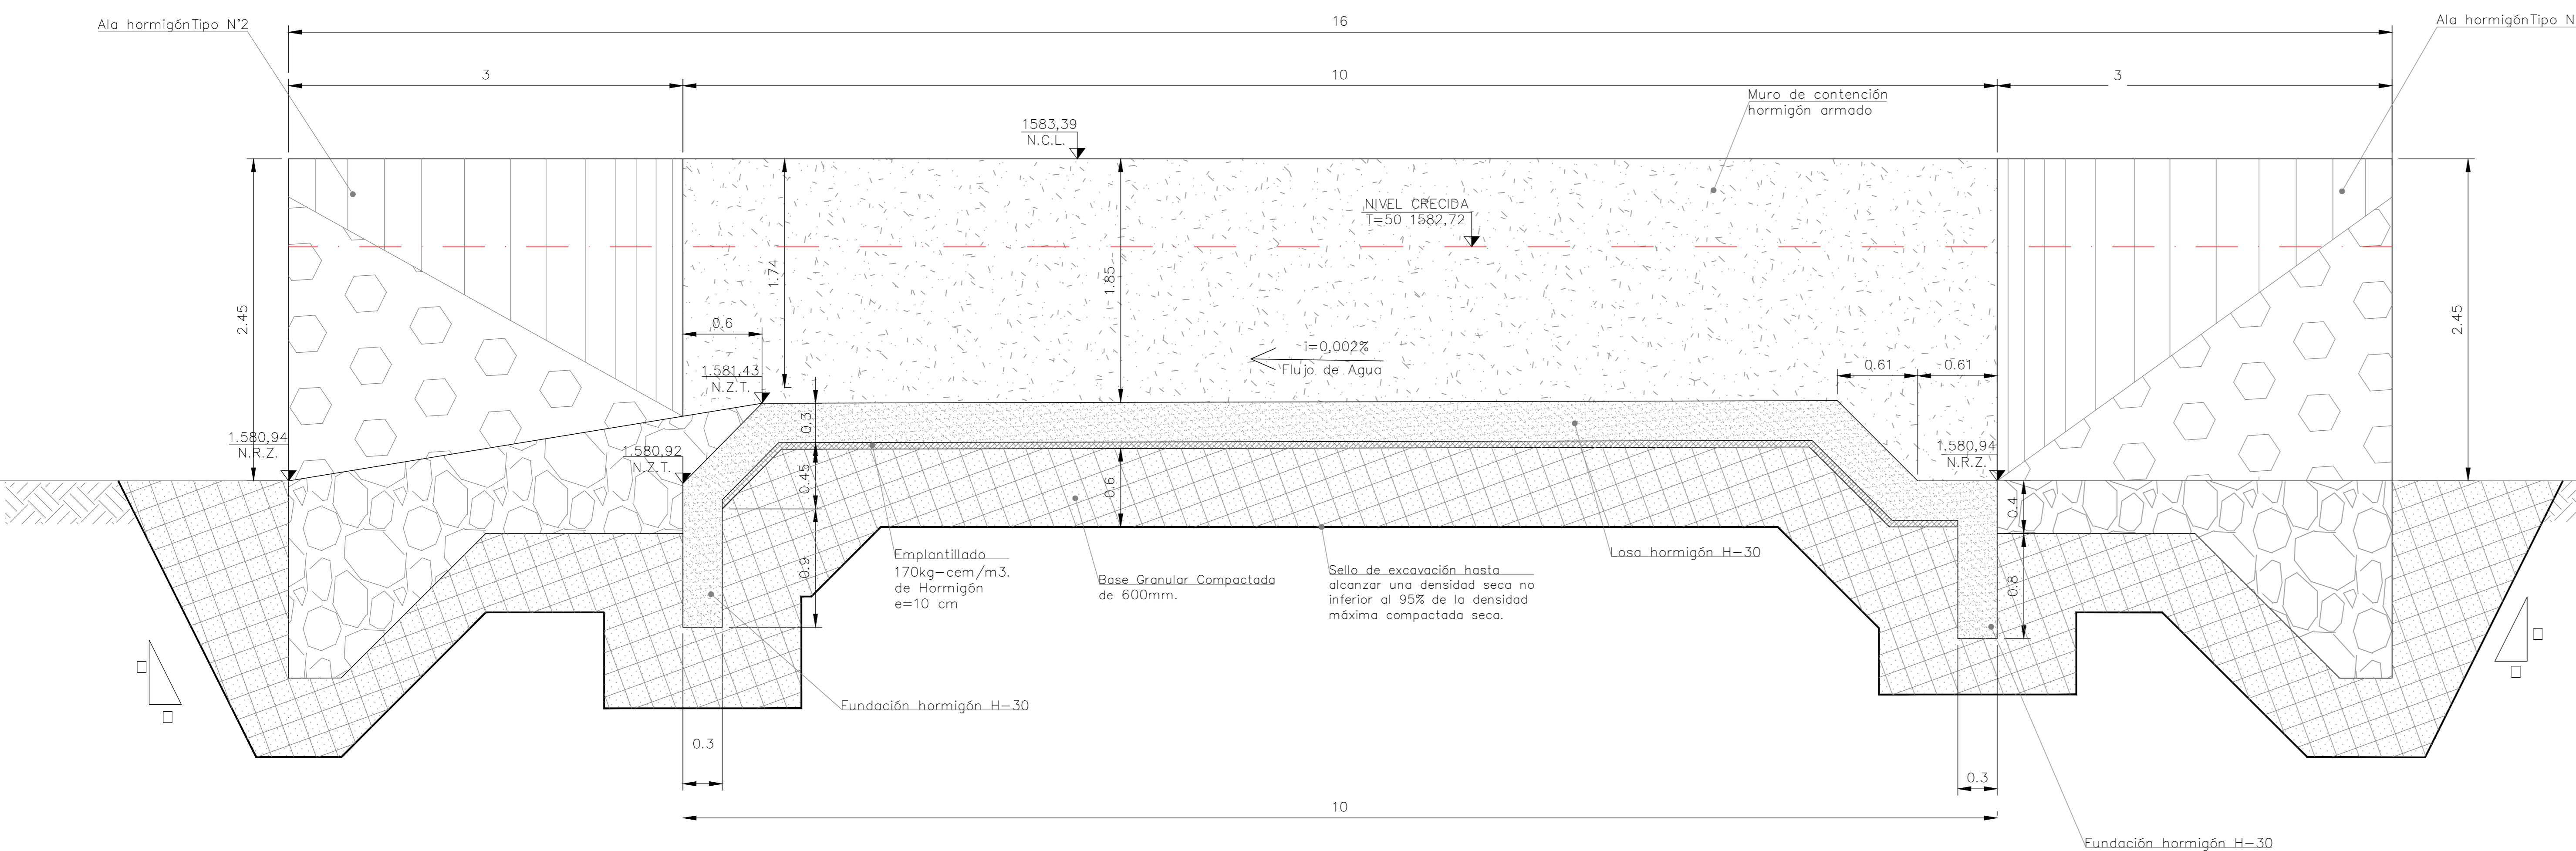 Ala hormigónTipo N°2
16
Ala hormigónTipo N
3
10
3
Muro de contención
hormigón armado
1583,39
N.C.L.
NIVEL CRECIDA
T=50 1582,72
2.45
1.74
1.85
2.45
0.6
i=0,002%
Flujo de Agua
0.61
0.61
1.581,43
N.Z.T.
0.3
1.580,94
N.R.Z.
1.580,92
N.Z.T.
1.580,94
N.R.Z.
0.45
0.6
0.4
0.9
0.8
Emplantillado
170kg-cem/m3.
de Hormigón
e=10 cm
Base Granular Compactada
de 600mm.
Sello de excavación hasta
alcanzar una densidad seca no
inferior al 95% de la densidad
máxima compactada seca.
Losa hormigón H-30
Fundación hormigón H-30
0.3
0.3
10
Fundación hormigón H-30